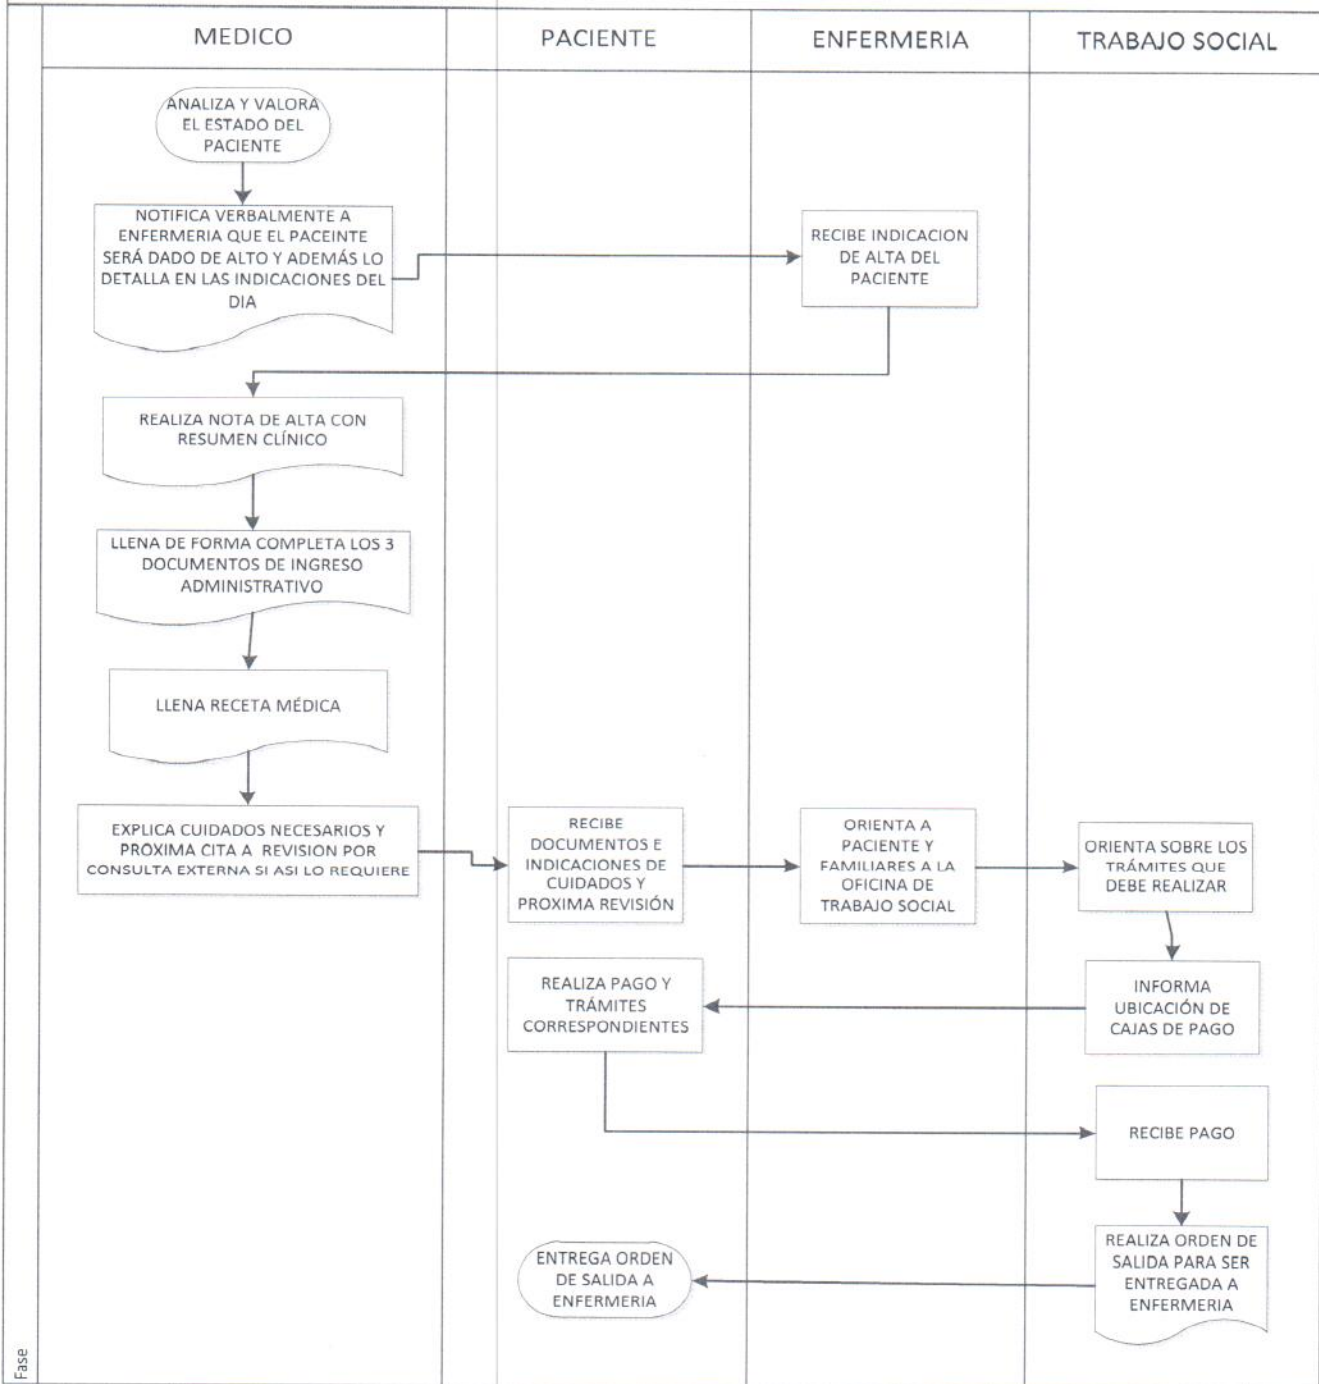 MEDICO
PACIENTE
ENFERMERIA
TRABAJO SOCIAL
ANALIZA Y VALORA
EL ESTADO DEL
PACIENTE
NOTIFICA VERBALMENTE A
ENFERMERIA QUE EL PACEINTE
SERÁ DADO DE ALTO Y ADEMÁS LO
DETALLA EN LAS INDICACIONES DEL
DIA
RECIBE INDICACION
DE ALTA DEL
PACIENTE
REALIZA NOTA DE ALTA CON
RESUMEN CLÍNICO
LLENA DE FORMA COMPLETA LOS 3
DOCUMENTOS DE INGRESO
ADMINISTRATIVO
LLENA RECETA MÉDICA
EXPLICA CUIDADOS NECESARIOS Y
PROXIMA CITA A REVISION POR
CONSULTA EXTERNA SI ASI LO REQUIERE
RECIBE
DOCUMENTOS E
INDICACIONES DE
CUIDADOS Y
PROXIMA REVISIÓN
ORIENTA A
PACIENTE Y
FAMILIARES A LA
OFICINA DE
TRABAJO SOCIAL
ORIENTA SOBRE LOS
TRÁMITES QUE
DEBE REALIZAR
REALIZA PAGO Y
TRÁMITES
CORRESPONDIENTES
INFORMA
UBICACIÓN DE
CAJAS DE PAGO
RECIBE PAGO
ENTREGA ORDEN
DE SALIDA A
ENFERMERIA
REALIZA ORDEN DE
SALIDA PARA SER
ENTREGADA A
ENFERMERIA
Fase